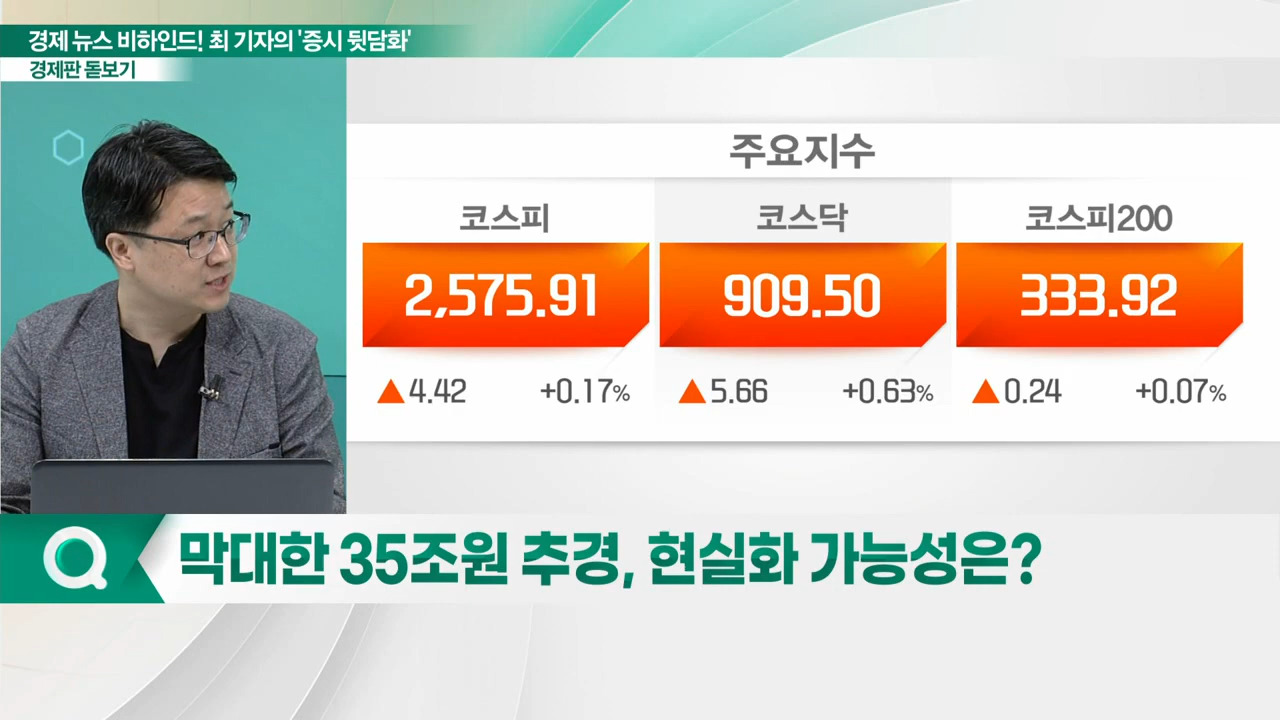 경제 뉴스 비하인드! 최 기자의 '증시 뒷담화'
경제판 돋보기
주요지수
코스피 코스닥 코스피200
2,575.91 909.50 333.92
▲4.42 +0.17% ▲5.66 +0.63% ▲0.24 +0.07%
막대한 35조원 추경, 현실화 가능성은?